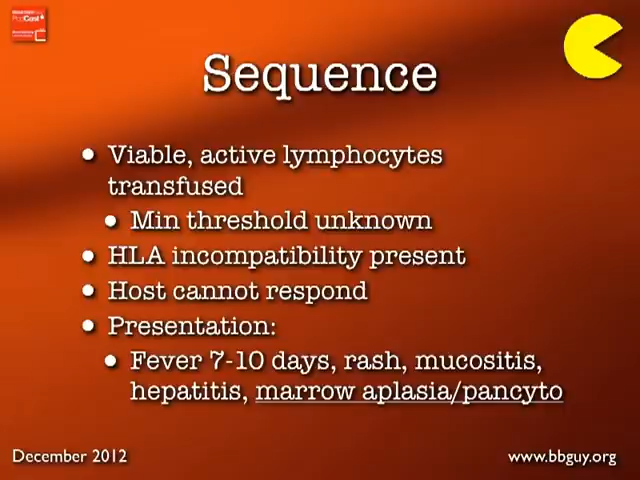 PodCast
Sequence
• Viable, active lymphocytes
transfused
• Min threshold unknown
• HLA incompatibility present
• Host cannot respond
• Presentation:
• Fever 7-10 days, rash, mucositis,
hepatitis, marrow aplasia/pancyto
December 2012
www.bbguy.org